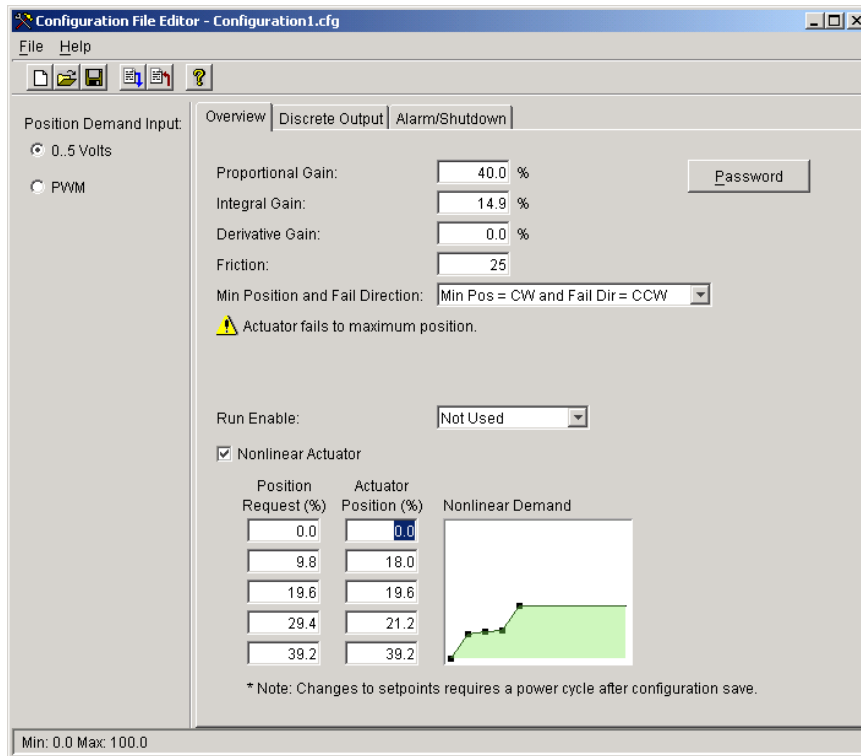 Configuration File Editor - Configuration1.cfg
File Help
Position Demand Input:
0..5 Volts
PWM
Overview Discrete Output Alarm/Shutdown
Proportional Gain: 40.0 %
Password
Integral Gain: 14.9 %
Derivative Gain: 0.0 %
Friction: 25
Min Position and Fail Direction: Min Pos = CW and Fail Dir = CCW
Actuator fails to maximum position.
Run Enable: Not Used
Nonlinear Actuator
Position Request (%) Actuator Position (%) Nonlinear Demand
0.0 0.0
9.8 18.0
19.6 19.6
29.4 21.2
39.2 39.2
* Note: Changes to setpoints requires a power cycle after configuration save.
Min: 0.0 Max: 100.0